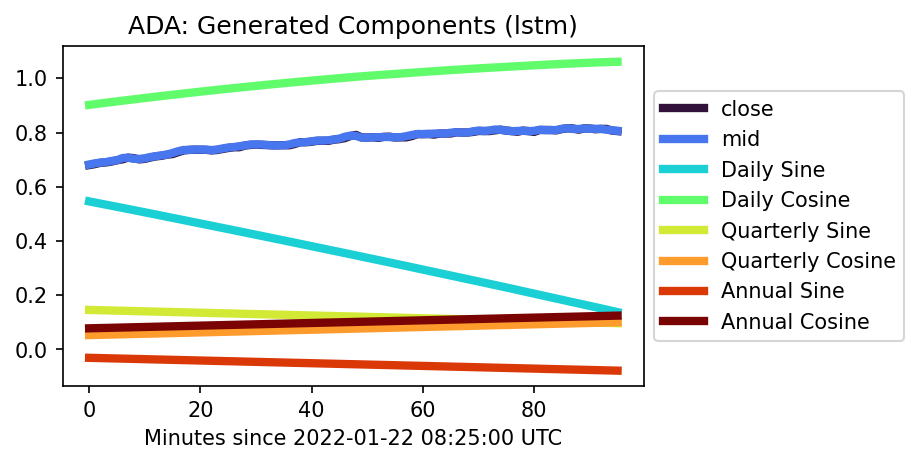 ADA: Generated Components (lstm)
1.0
0.8
0.6
0.4
0.2
0.0
0 20 40 60 80
Minutes since 2022-01-22 08:25:00 UTC
close
mid
Daily Sine
Daily Cosine
Quarterly Sine
Quarterly Cosine
Annual Sine
Annual Cosine